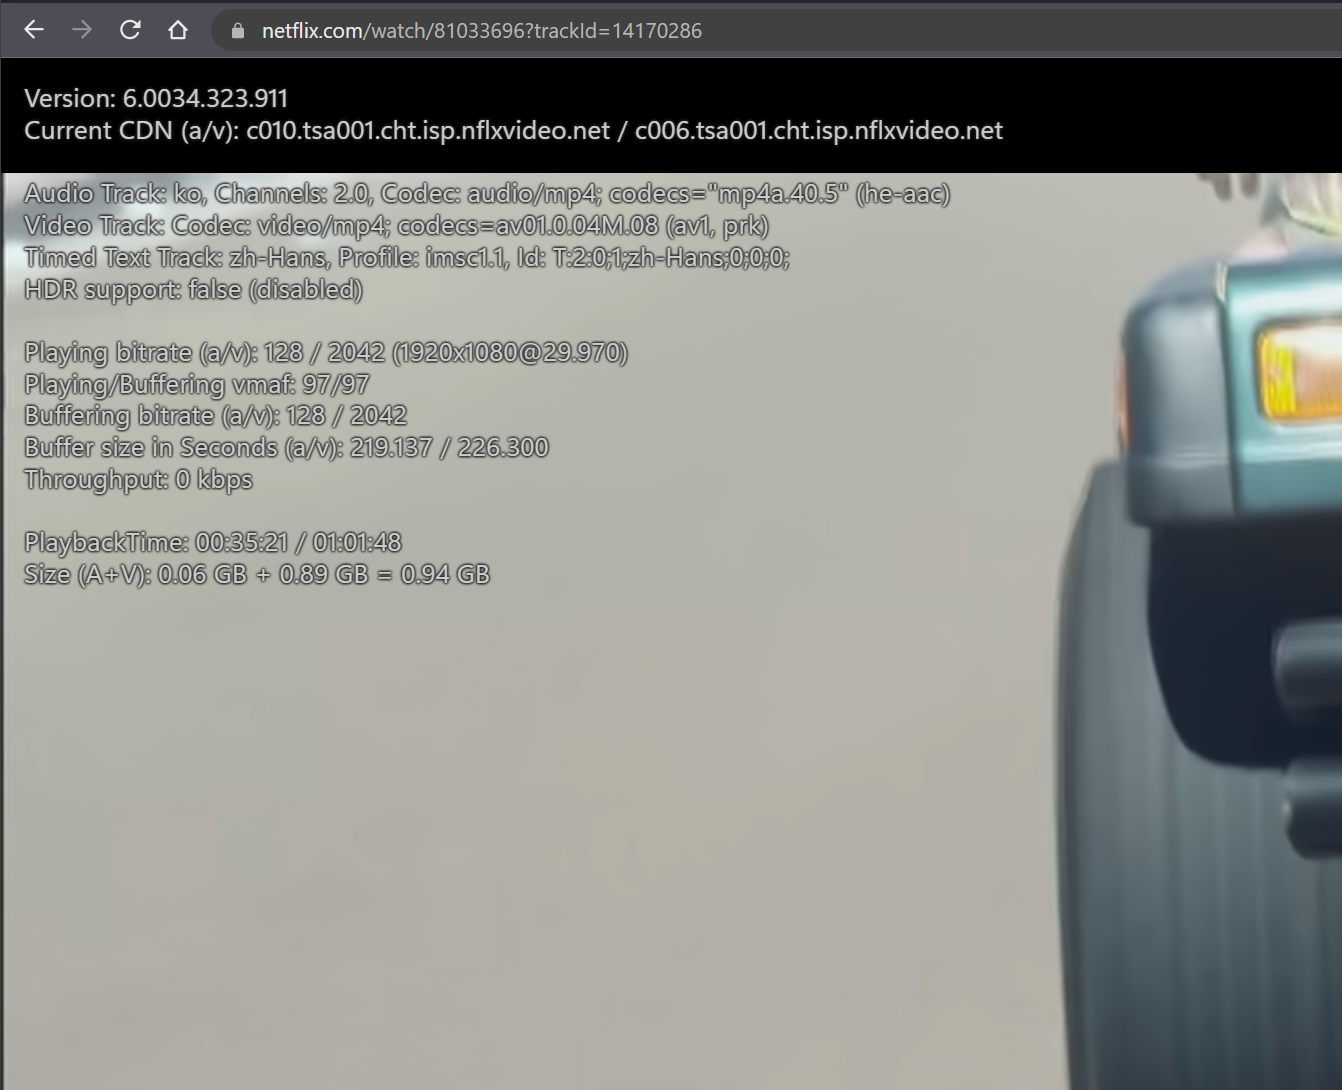 netflix.com/watch/81033696?trackId=14170286
Version: 6.0034.323.911
Current CDN (a/v): c010.tsa001.cht.isp.nflxvideo.net / c006.tsa001.cht.isp.nflxvideo.net
Audio Track: ko, Channels: 2.0, Codec: audio/mp4; codecs="mp4a.40.5" (he-aac)
Video Track: Codec: video/mp4; codecs=av01.0.04M.08 (av1, prk)
Timed Text Track: zh-Hans, Profile: imsc1.1, Id: T:2:0;1;zh-Hans;0;0;0;
HDR support: false (disabled)
Playing bitrate (a/v): 128 / 2042 (1920x1080@29.970)
Playing/Buffering vmaf: 97/97
Buffering bitrate (a/v): 128 / 2042
Buffer size in Seconds (a/v): 219.137 / 226.300
Throughput: 0 kbps
PlaybackTime: 00:35:21 / 01:01:48
Size (A+V): 0.06 GB + 0.89 GB = 0.94 GB